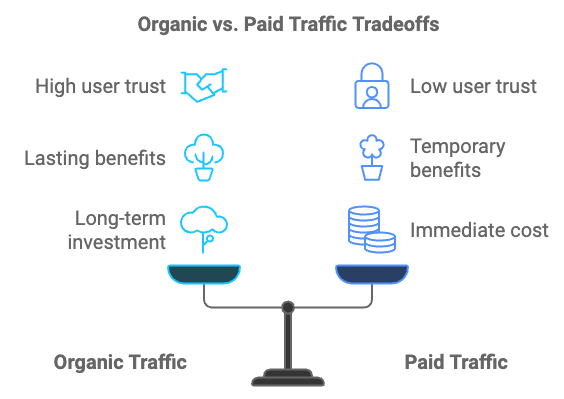 Organic vs. Paid Traffic Tradeoffs
High user trust
Low user trust
Lasting benefits
Temporary
benefits
Long-term
investment
Immediate cost
Organic Traffic
Paid Traffic